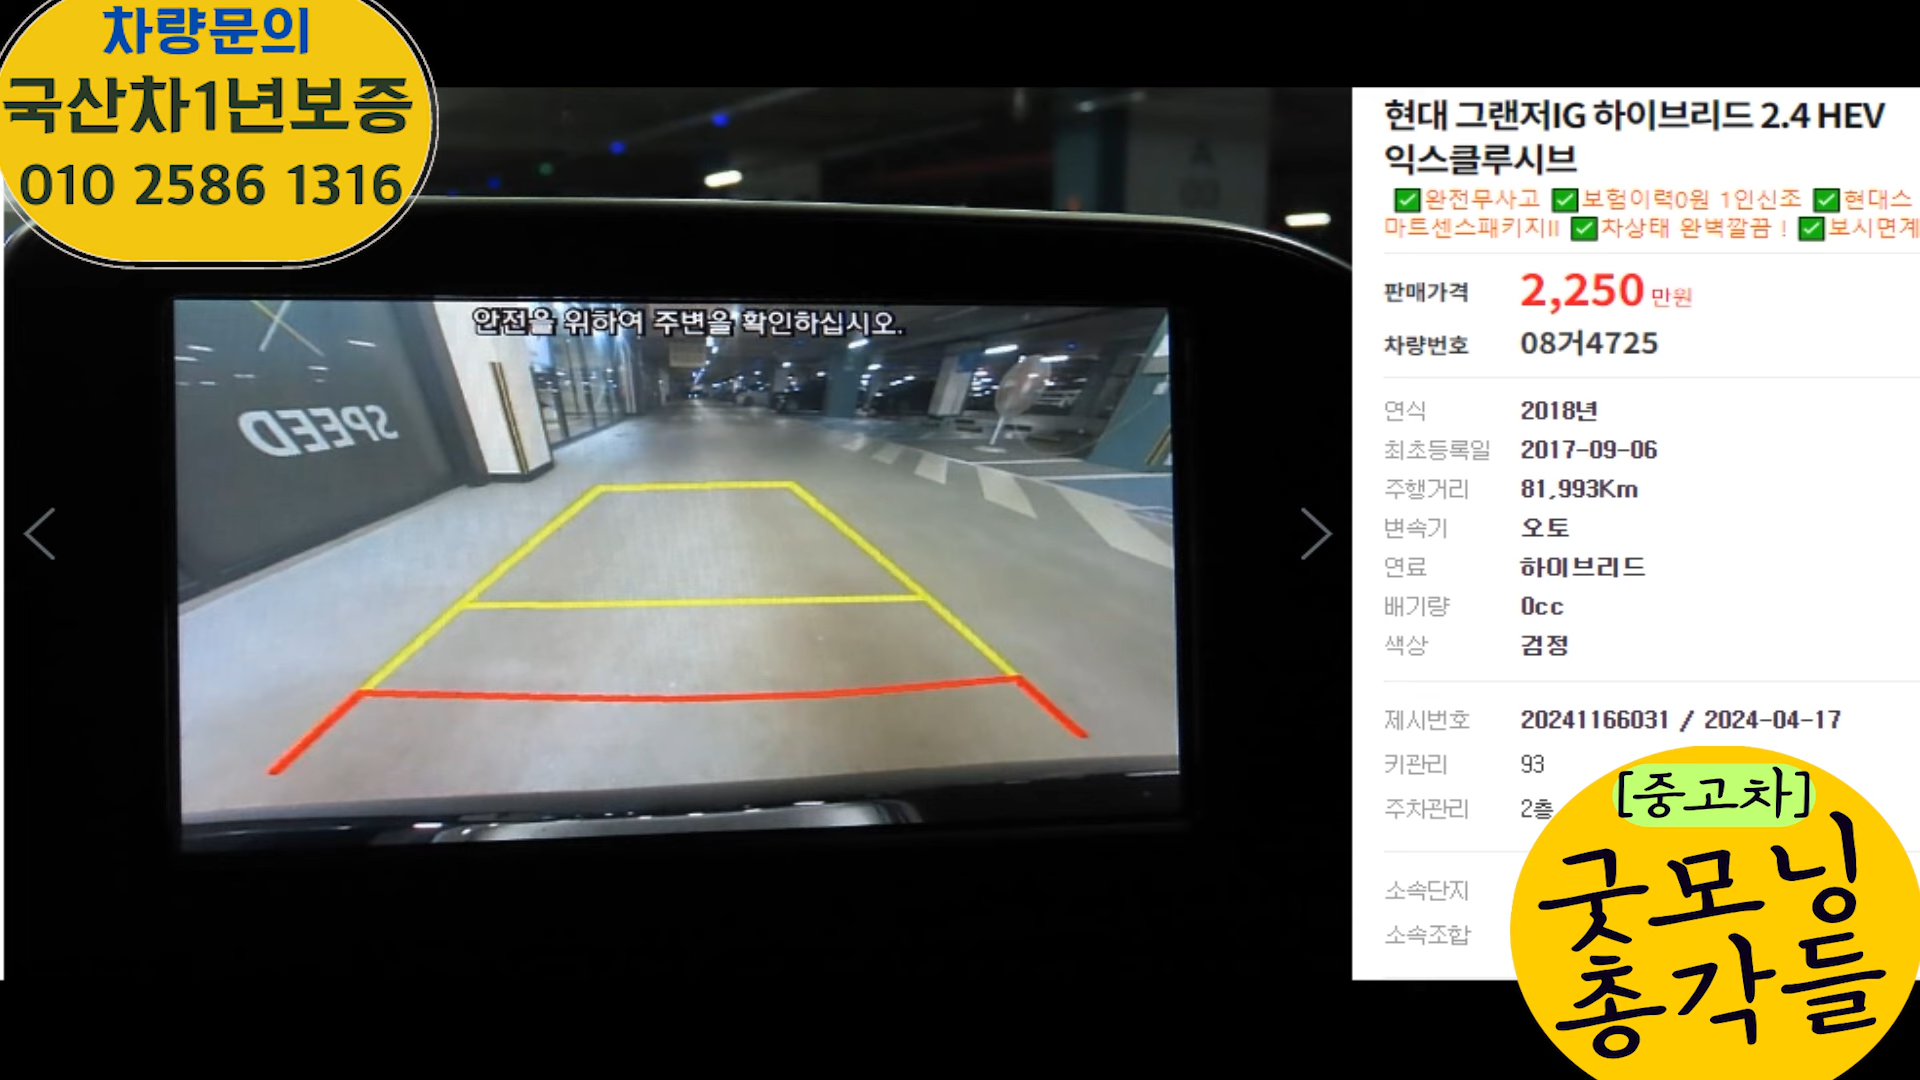 차량문의
국산차1년보증
010 2586 1316
안전을 위하여 주변을 확인하십시오.
SPEED
현대 그랜저IG 하이브리드 2.4 HEV
익스클루시브
✅완전무사고 ✅보험이력0원 1인신조 ✅현대스
마트센스패키지II ✅차상태 완벽깔끔 ! ✅보시면계
판매가격 2,250 만원
차량번호 08거4725
연식 2018년
최초등록일 2017-09-06
주행거리 81,993Km
변속기 오토
연료 하이브리드
배기량 0cc
색상 검정
제시번호 20241166031 / 2024-04-17
키관리 93
주차관리 2층
소속단지
소속조합
[중고차]
굿모닝
총각들